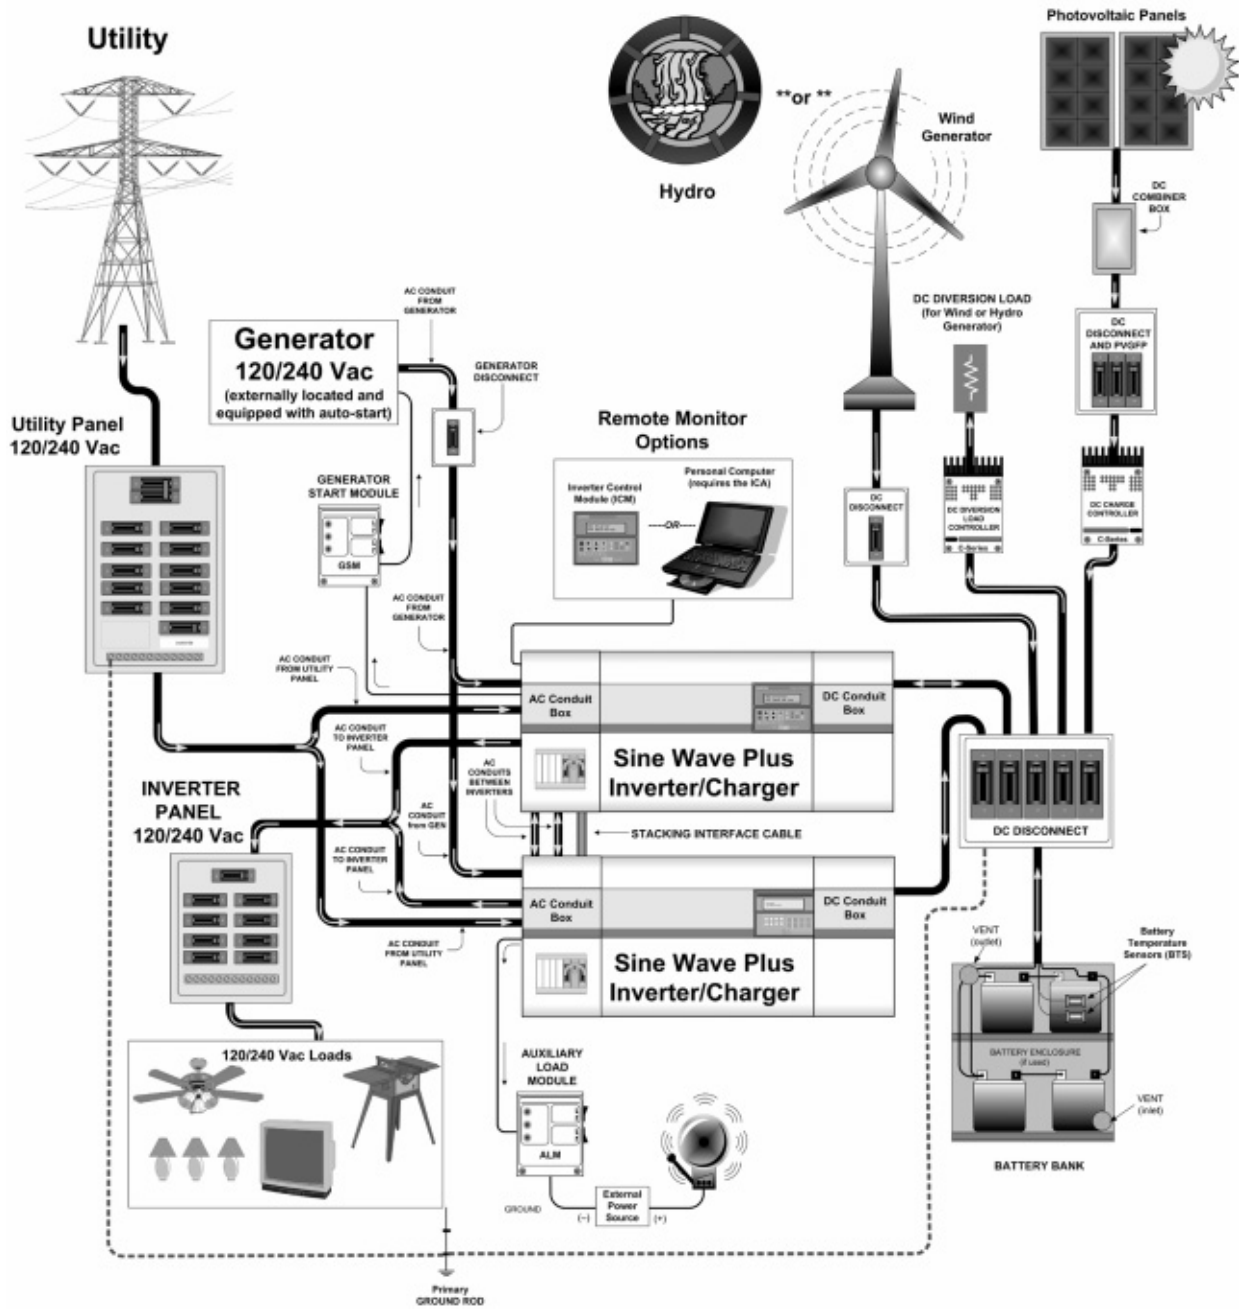 Utility
Photovoltaic Panels
**or **
Wind
Generator
Hydro
DC
COMBINER
BOX
AC CONDUIT
FROM
GENERATOR
DC DIVERSION LOAD
(for Wind or Hydro
Generator)
DC
DISCONNECT
AND PVGFP
Generator
120/240 Vac
(externally located and
equipped with auto-start)
GENERATOR
DISCONNECT
Utility Panel
120/240 Vac
Remote Monitor
Options
GENERATOR
START MODULE
GSM
Inverter Control
Module (ICM)
Personal Computer
(requires the ICA)
---OR---
DC
DISCONNECT
DC DIVERSION
LOAD
CONTROLLER
C-Series
DC CHARGE
CONTROLLER
C-Series
AC CONDUIT
FROM
GENERATOR
AC CONDUIT
FROM UTILITY
PANEL
AC Conduit
Box
DC Conduit
Box
AC CONDUIT
TO INVERTER
PANEL
AC
CONDUITS
BETWEEN
INVERTERS
Sine Wave Plus
Inverter/Charger
INVERTER
PANEL
120/240 Vac
AC
CONDUIT
from GEN
STACKING INTERFACE CABLE
DC DISCONNECT
AC CONDUIT
TO INVERTER
PANEL
AC Conduit
Box
DC Conduit
Box
AC CONDUIT
FROM UTILITY
PANEL
Sine Wave Plus
Inverter/Charger
VENT
(outlet)
Battery
Temperature
Sensors (BTS)
BATTERY ENCLOSURE
(if used)
VENT
(inlet)
BATTERY BANK
120/240 Vac Loads
AUXILIARY
LOAD
MODULE
ALM
GROUND
(–)
External
Power
Source
(+)
Primary
GROUND ROD